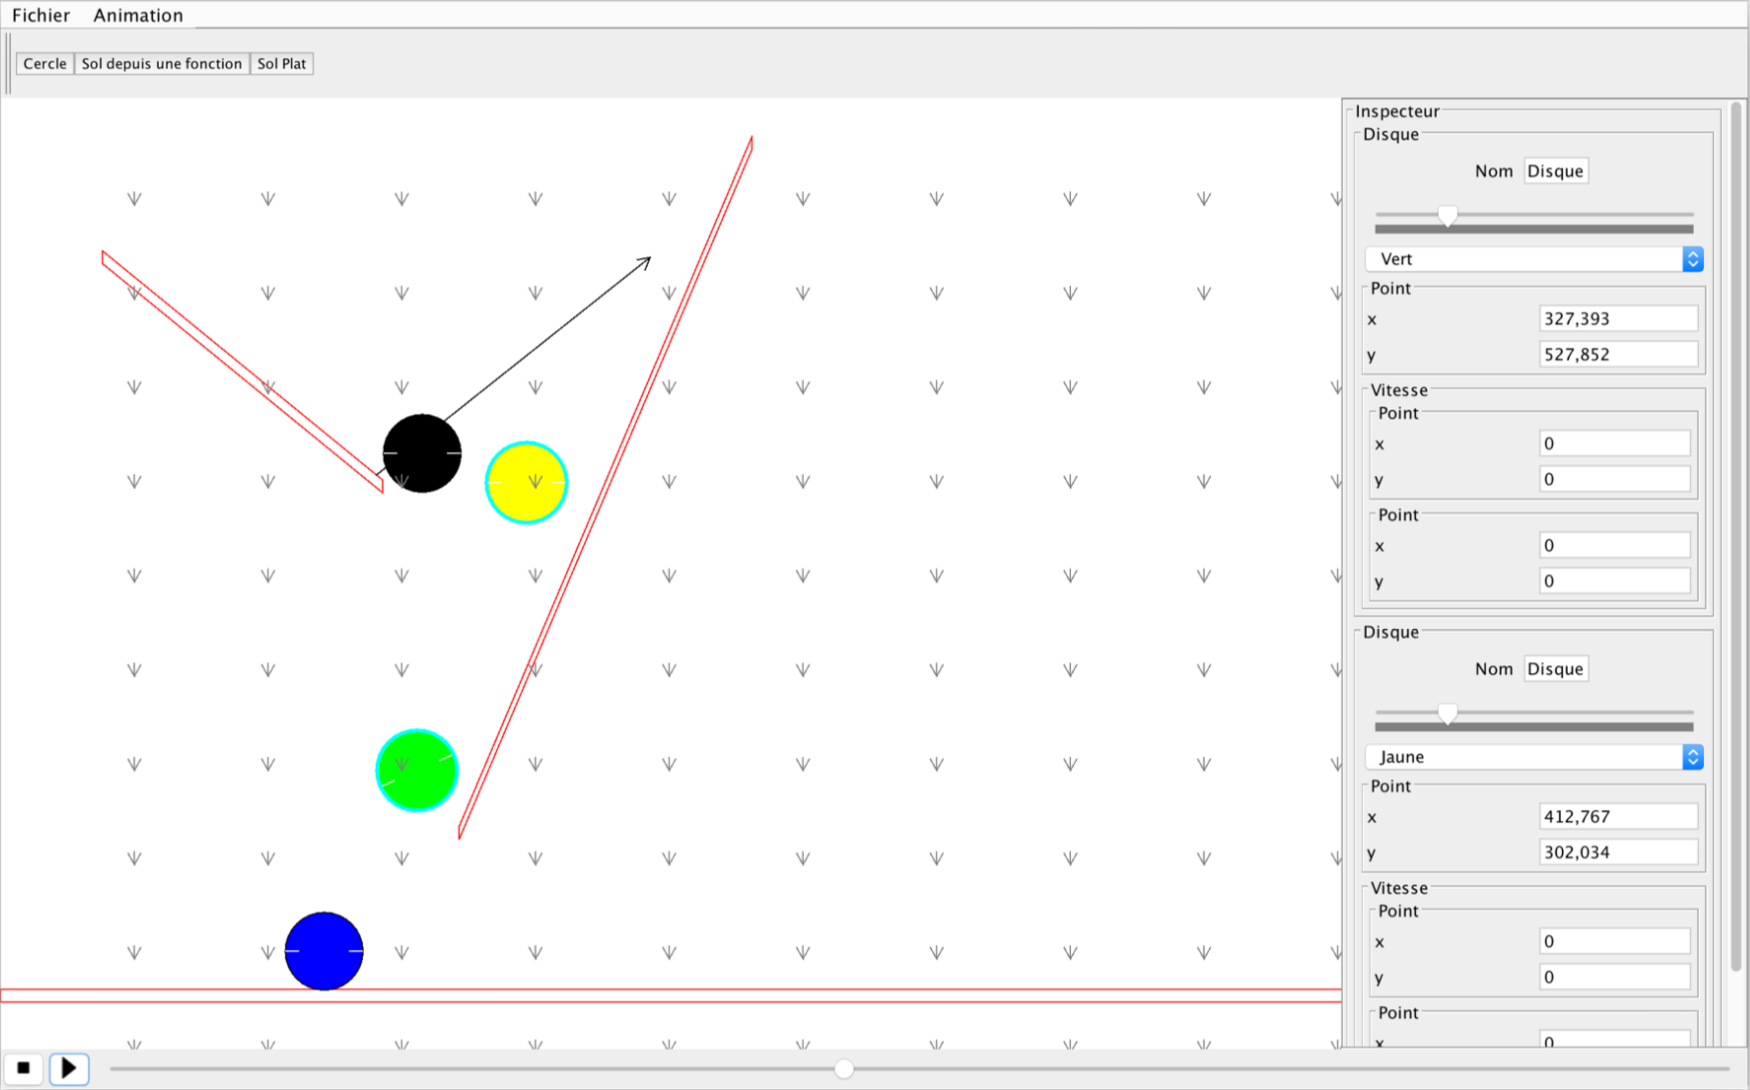 Fichier Animation
Cercle Sol depuis une fonction Sol Plat
Inspecteur
Disque
Nom Disque
Vert
Point
x 327,393
y 527,852
Vitesse
Point
x 0
y 0
Point
x 0
y 0
Disque
Nom Disque
Jaune
Point
x 412,767
y 302,034
Vitesse
Point
x 0
y 0
Point
x 0